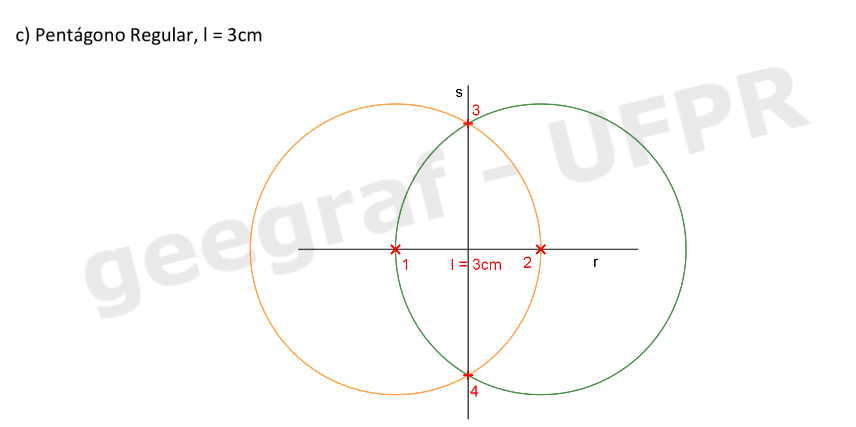 c) Pentágono Regular, l = 3cm
s
3
geegraf - UFPR
1
l = 3cm
2
r
4